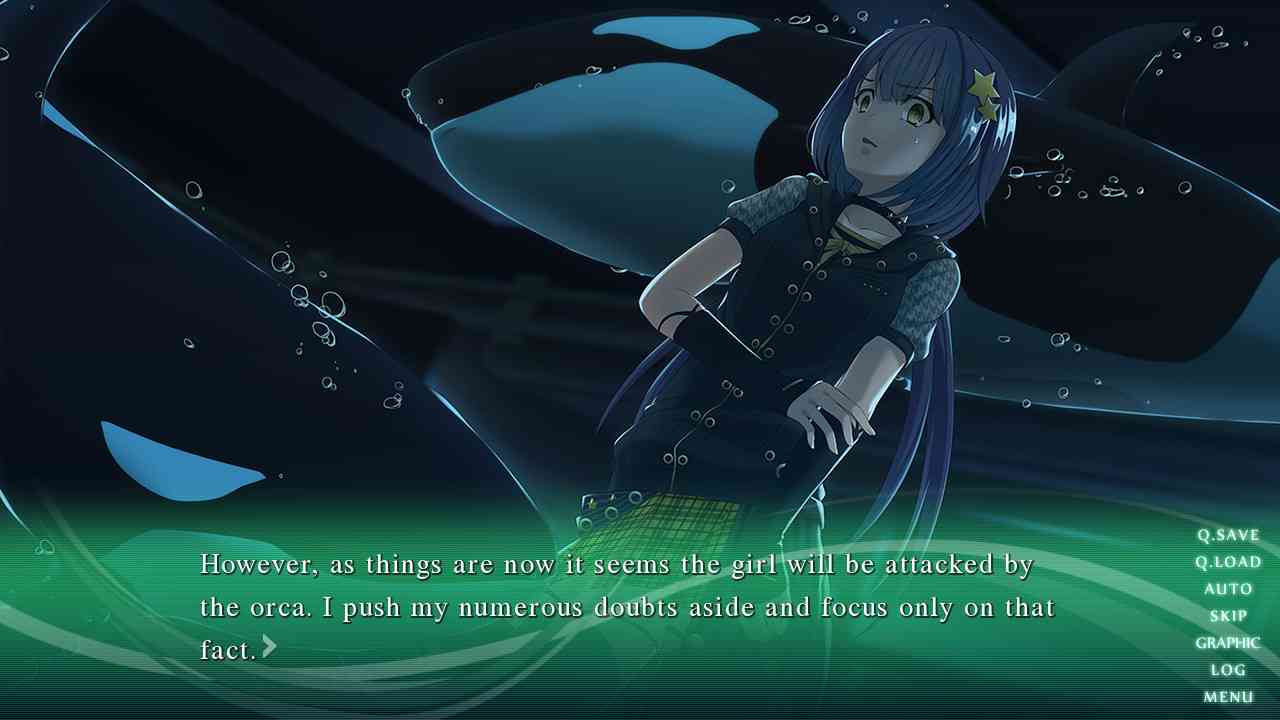 However, as things are now it seems the girl will be attacked by
the orca. I push my numerous doubts aside and focus only on that
fact.
Q.SAVE
Q.LOAD
AUTO
SKIP
GRAPHIC
LOG
MENU